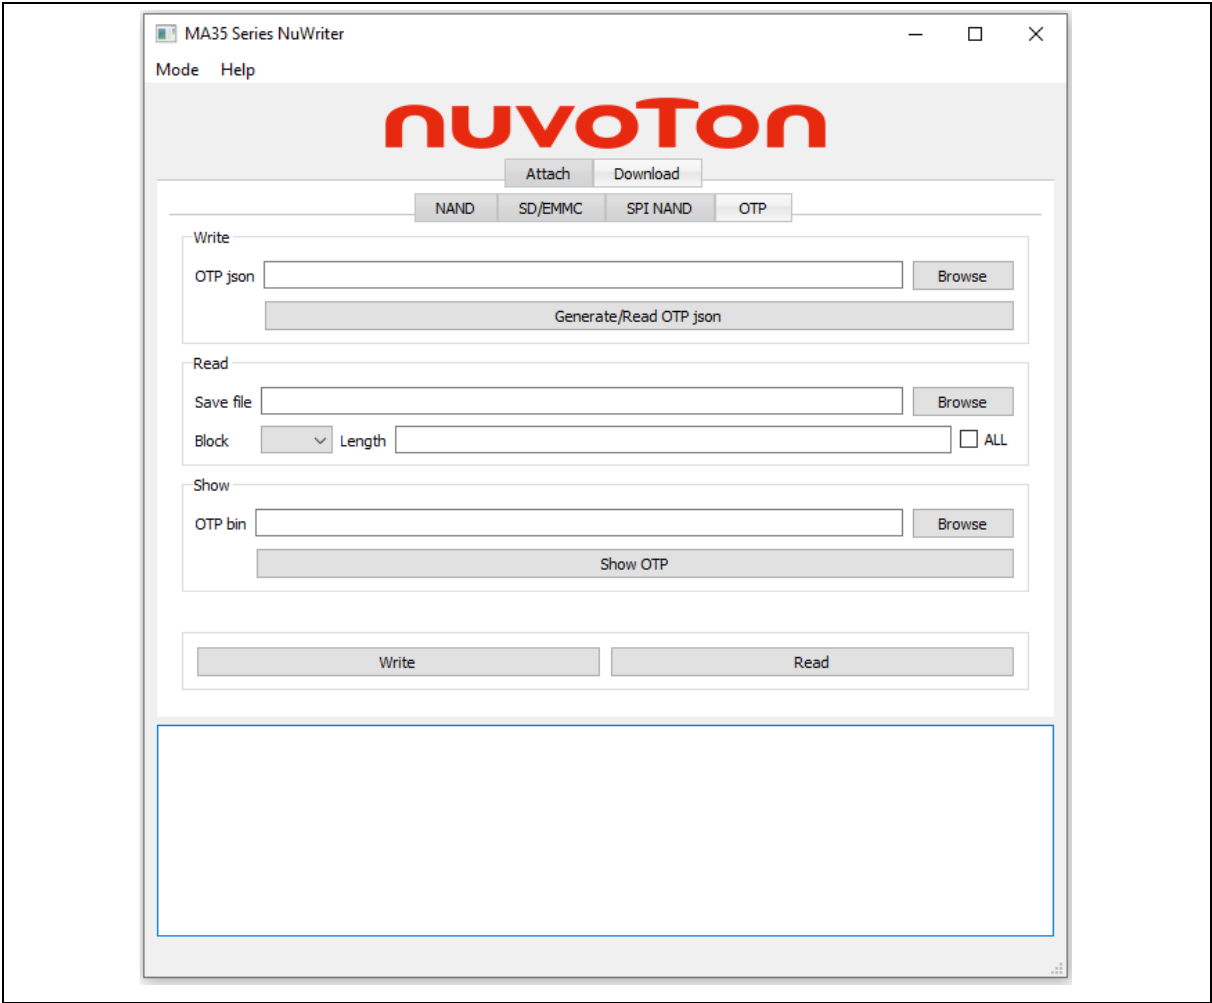 MA35 Series NuWriter
Mode Help
nuvoTon
Attach Download
NAND SD/EMMC SPI NAND OTP
Write
OTP json Browse
Generate/Read OTP json
Read
Save file Browse
Block Length ALL
Show
OTP bin Browse
Show OTP
Write Read